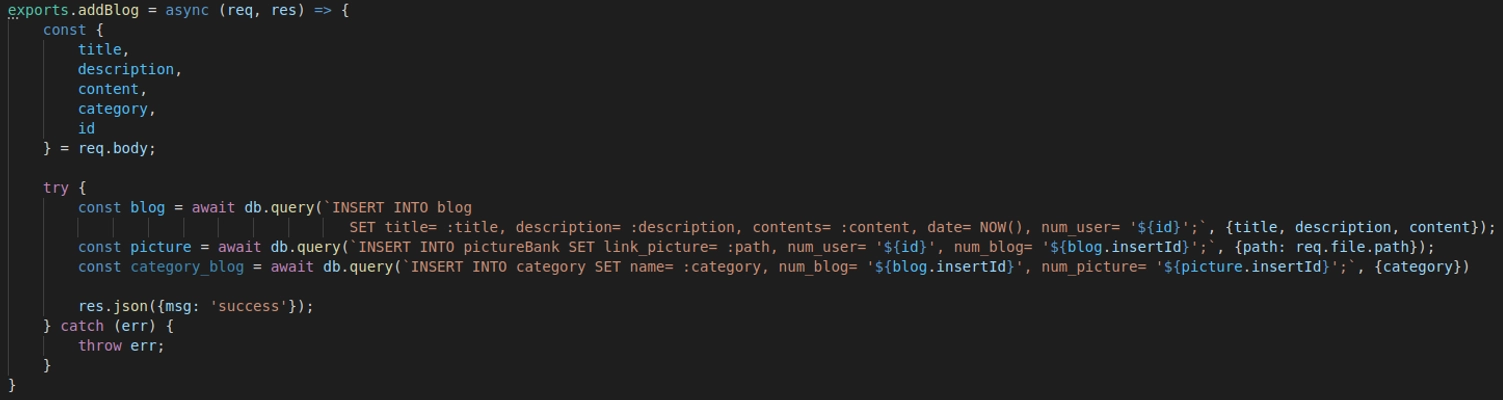 exports.addBlog = async (req, res) => {
    const {
        title,
        description,
        content,
        category,
        id
    } = req.body;
    try {
        const blog = await db.query(`INSERT INTO blog
                                       SET title= :title, description= :description, contents= :content, date= NOW(), num_user= '${id}';`, {title, description, content});
        const picture = await db.query(`INSERT INTO pictureBank SET link_picture= :path, num_user= '${id}', num_blog= '${blog.insertId}';`, {path: req.file.path});
        const category_blog = await db.query(`INSERT INTO category SET name= :category, num_blog= '${blog.insertId}', num_picture= '${picture.insertId}';`, {category})
        res.json({msg: 'success'});
    } catch (err) {
        throw err;
    }
}